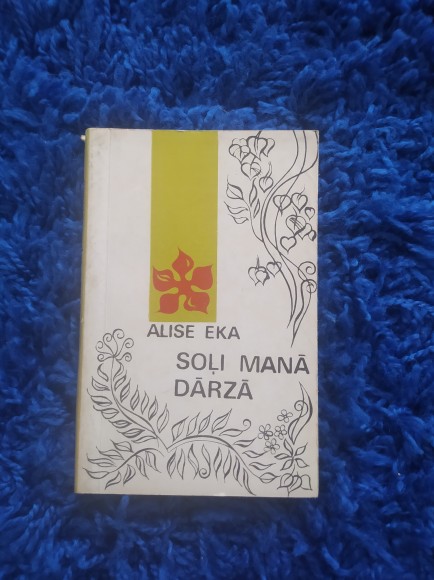 ALISE EKA
SOĻI MANĀ
DĀRZĀ